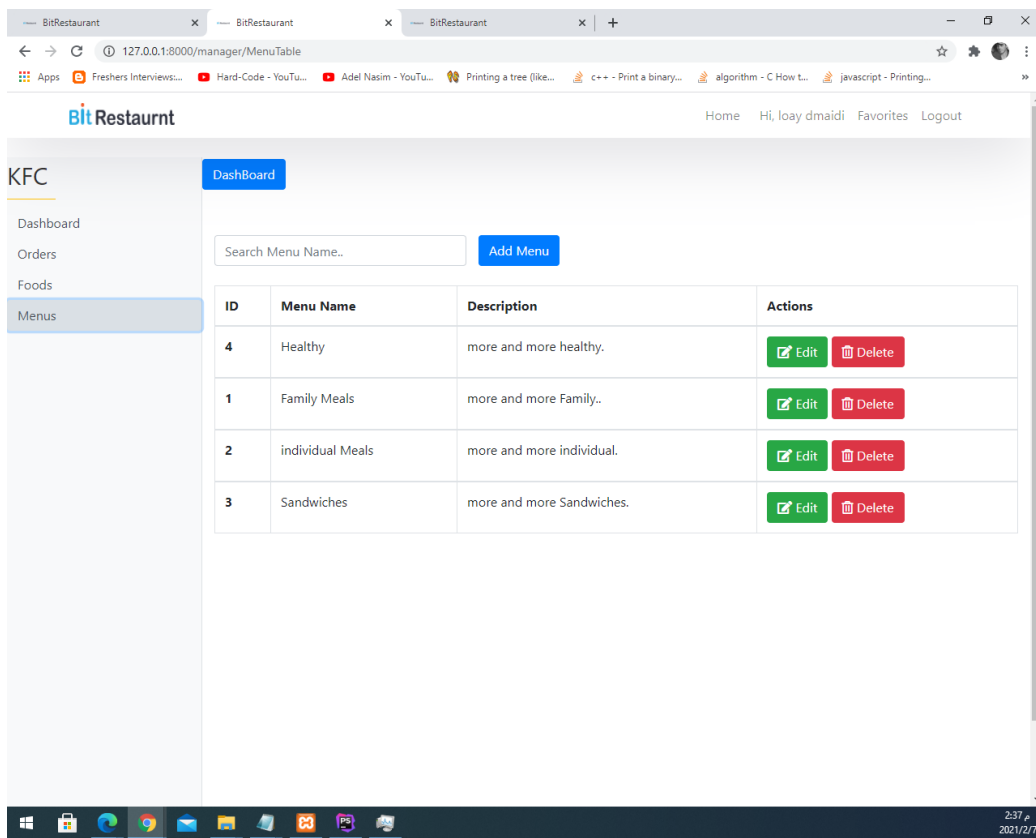 BitRestaurant BitRestaurant BitRestaurant
127.0.0.1:8000/manager/MenuTable
Apps Freshers Interviews:... Hard-Code - YouTu... Adel Nasim - YouTu... Printing a tree (like... c++ - Print a binary... algorithm - C How t... javascript - Printing...
Bit Restaurnt Home Hi, loay dmaidi Favorites Logout
KFC
DashBoard
Dashboard
Orders
Foods
Menus
Search Menu Name.. Add Menu
ID Menu Name Description Actions
4 Healthy more and more healthy. Edit Delete
1 Family Meals more and more Family.. Edit Delete
2 individual Meals more and more individual. Edit Delete
3 Sandwiches more and more Sandwiches. Edit Delete
PS
2:37